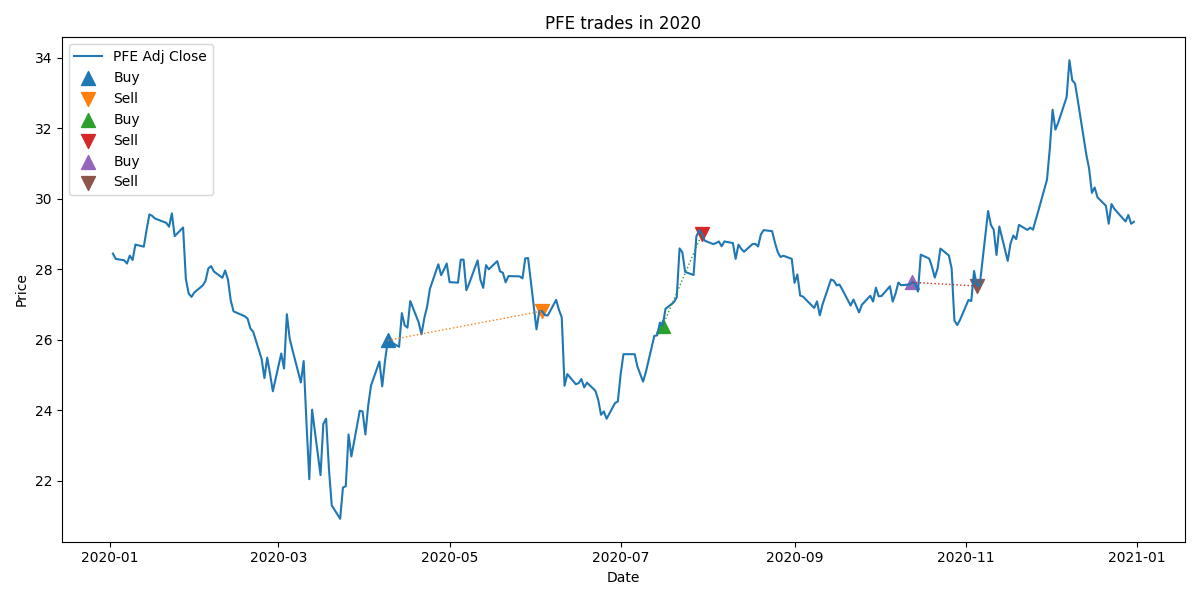 PFE trades in 2020
PFE Adj Close
Buy
Sell
Buy
Sell
Buy
Sell
Price
34
32
30
28
26
24
22
2020-01
2020-03
2020-05
2020-07
2020-09
2020-11
2021-01
Date